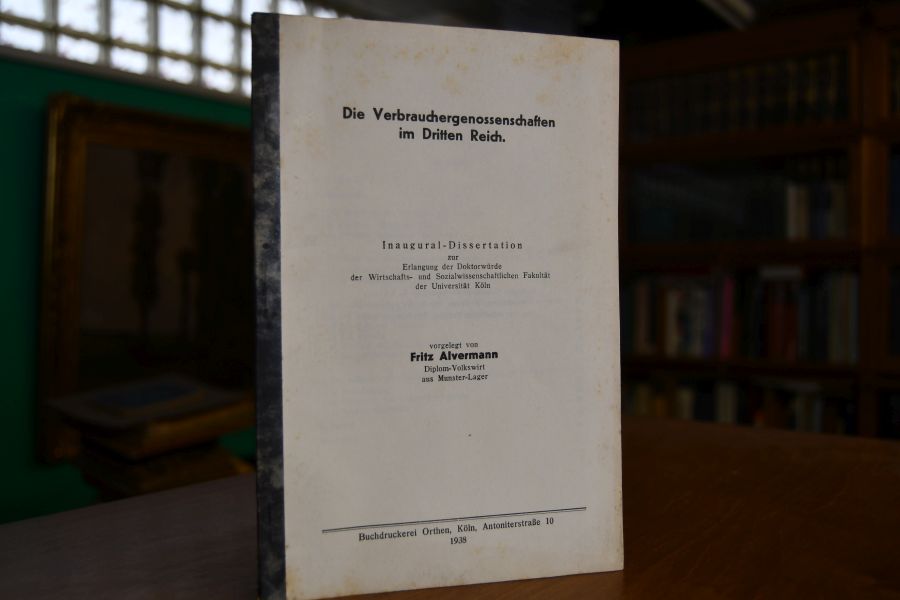 Die Verbrauchergenossenschaften
im Dritten Reich.
Inaugural-Dissertation
zur
Erlangung der Doktorwürde
der Wirtschafts- und Sozialwissenschaftlichen Fakultät
der Universität Köln
vorgelegt von
Fritz Alvermann
Diplom-Volkswirt
aus Munster-Lager
Buchdruckerei Orthen, Köln, Antoniterstraße 10
1938